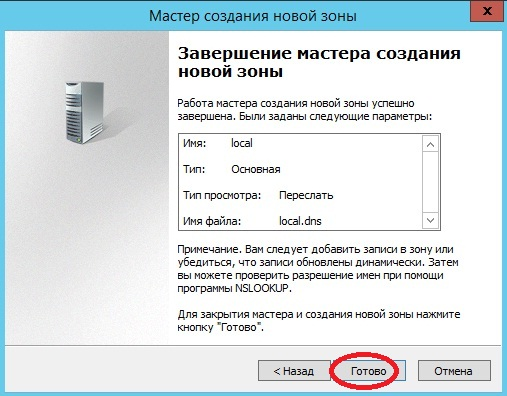 Мастер создания новой зоны
x
Завершение мастера создания
новой зоны
Работа мастера создания новой зоны успешно
завершена. Были заданы следующие параметры:
Имя: local
Тип: Основная
Тип просмотра: Переслать
Имя файла: local.dns
Примечание. Вам следует добавить записи в зону или
убедиться, что записи обновлены динамически. Затем
вы можете проверить разрешение имен при помощи
программы NSLOOKUP.
Для закрытия мастера и создания новой зоны нажмите
кнопку "Готово".
< Назад Готово Отмена